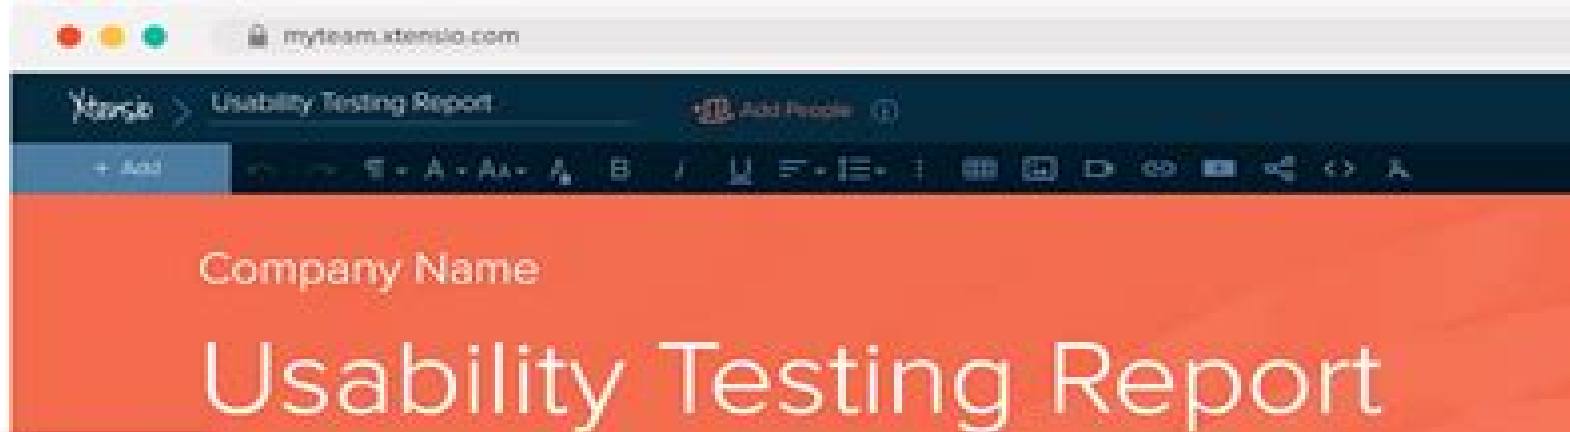 myteam.xtensio.com
Xtensio > Usability Testing Report Add People
+ Add
Company Name
Usability Testing Report